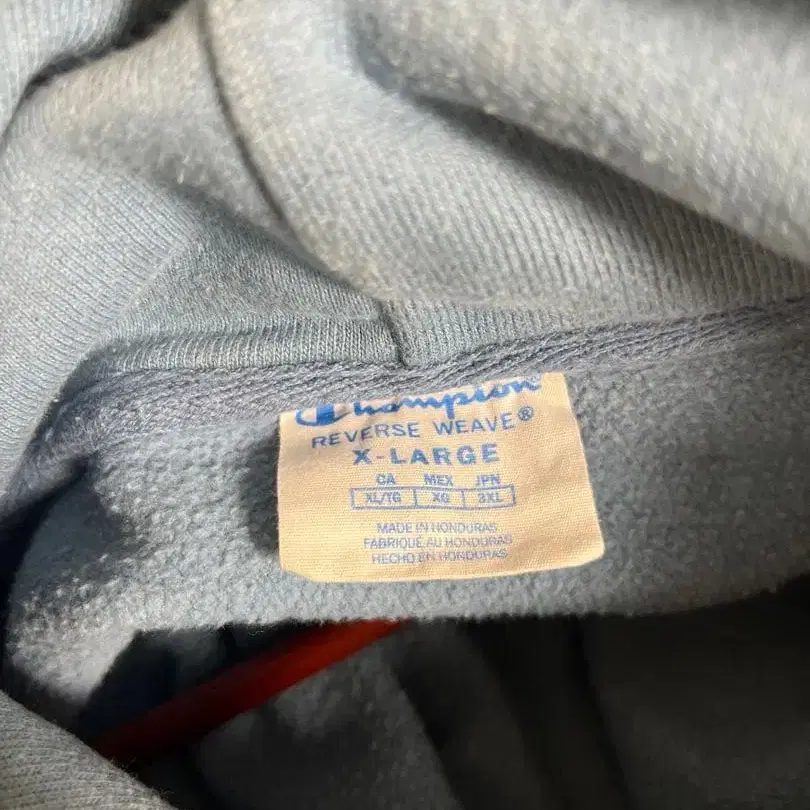 Champion
REVERSE WEAVE®
X-LARGE
CA MEX JPN
XL/TG XG 3XL
MADE IN HONDURAS
FABRIQUÉ AU HONDURAS
HECHO EN HONDURAS